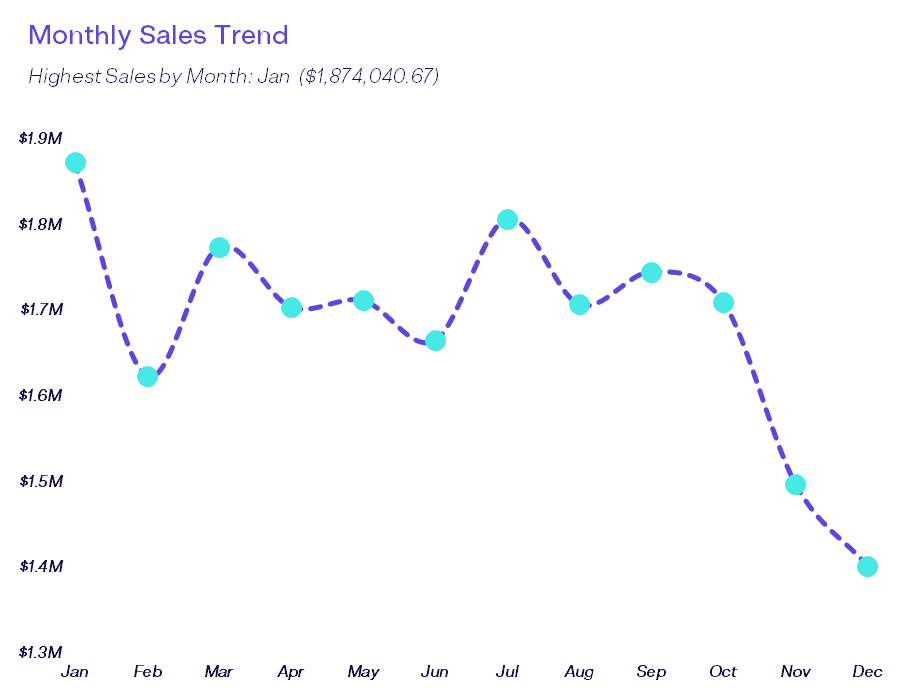 Monthly Sales Trend
Highest Sales by Month: Jan ($1,874,040.67)
$1.9M
$1.8M
$1.7M
$1.6M
$1.5M
$1.4M
$1.3M
Jan Feb Mar Apr May Jun Jul Aug Sep Oct Nov Dec